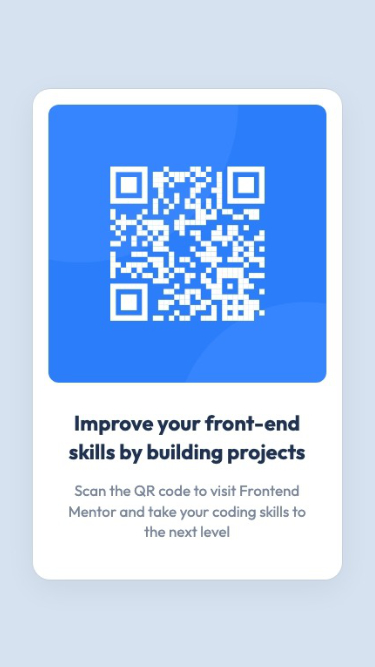 Improve your front-end
skills by building projects
Scan the QR code to visit Frontend
Mentor and take your coding skills to
the next level